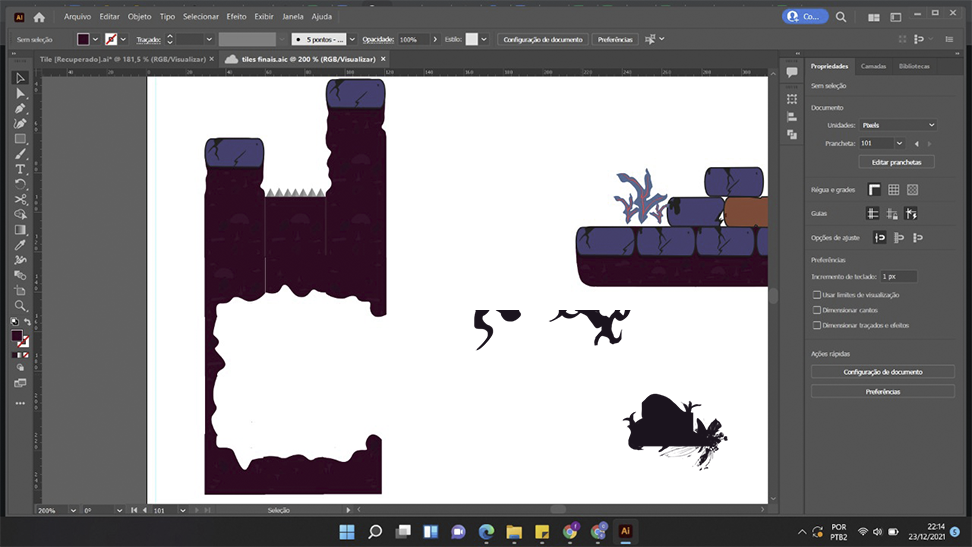 Ai Arquivo Editar Objeto Tipo Selecionar Efeito Exibir Janela Ajuda Co...
Sem seleção Traçado: 5 pontos – ... Opacidade: 100% Estilo: Configuração de documento Preferências
Tile [Recuperado].ai* @ 181,5 % (RGB/Visualizar) × tiles finais.aic @ 200 % (RGB/Visualizar) ×
Propriedades Camadas Bibliotecas
Sem seleção
Documento
Unidades: Pixels
Prancheta: 101
Editar pranchetas
Régua e grades
Guias
Opções de ajuste
Preferências
Incremento de teclado: 1 px
Usar limites de visualização
Dimensionar cantos
Dimensionar traçados e efeitos
Ações rápidas
Configuração de documento
Preferências
200% 0° 101 Seleção
POR
PTB2
22:14
23/12/2021
5